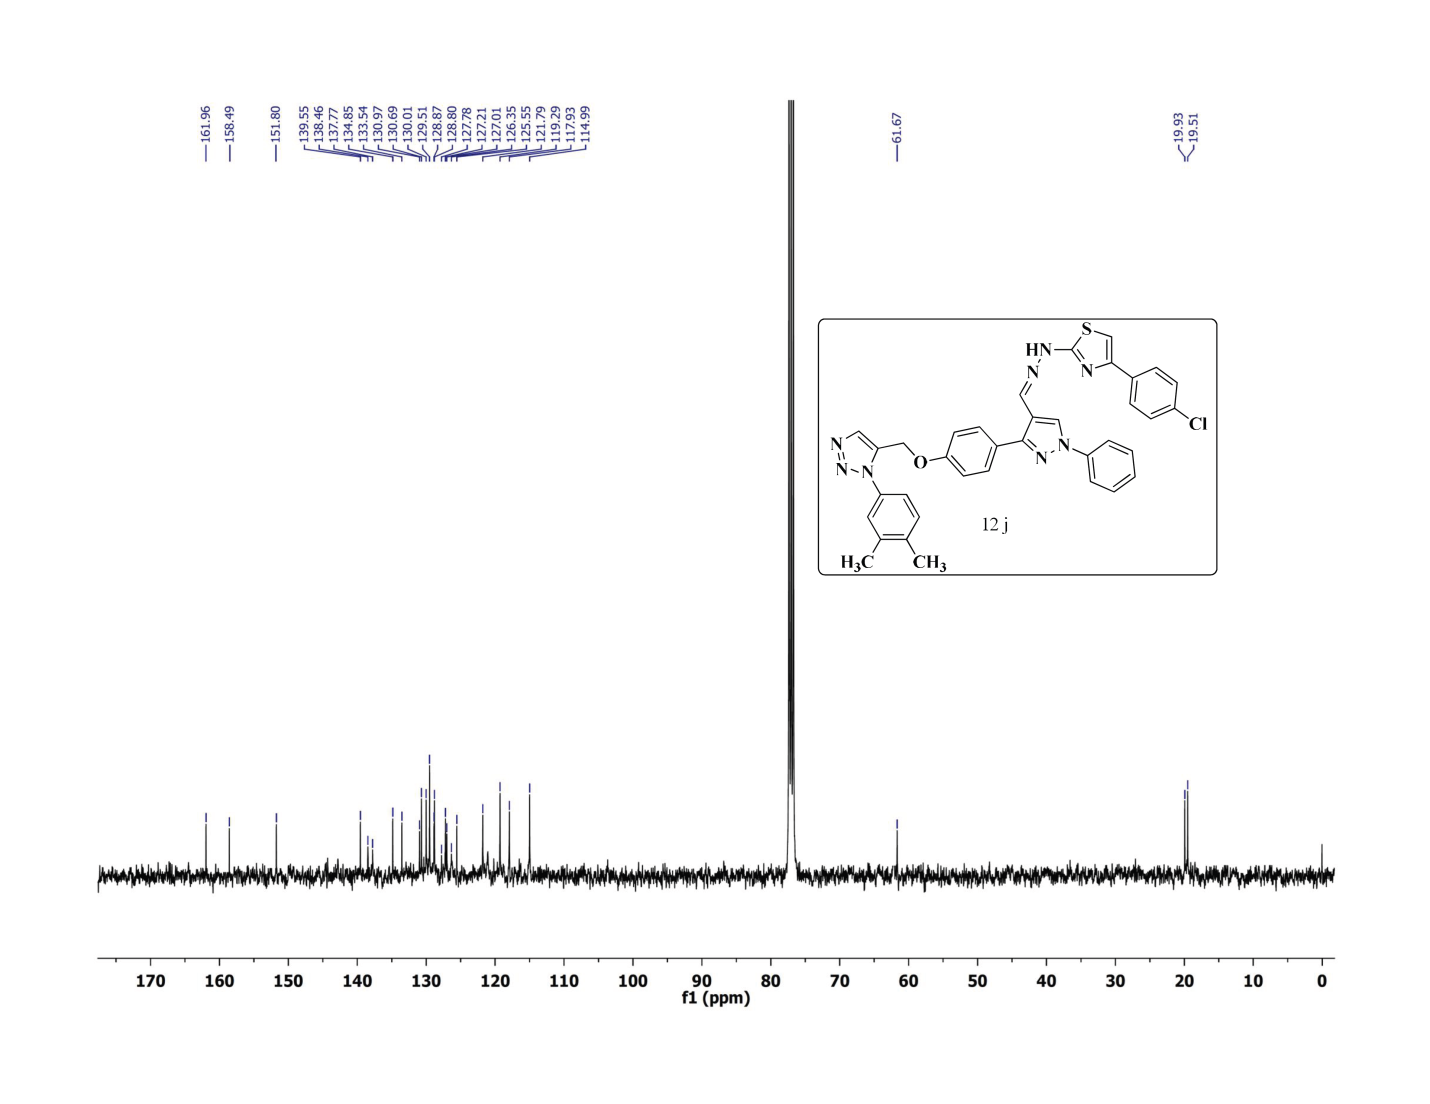 161.96
158.49
151.80
139.55
138.46
137.77
134.85
133.54
130.97
130.69
130.01
129.51
128.87
128.80
127.78
127.21
127.01
126.35
125.55
121.79
119.29
117.93
114.99
61.67
19.93
19.51
S
HN
N
N
Cl
N
N
N
N
N
O
H3C
CH3
12 j
170 160 150 140 130 120 110 100 90 80 70 60 50 40 30 20 10 0
f1 (ppm)